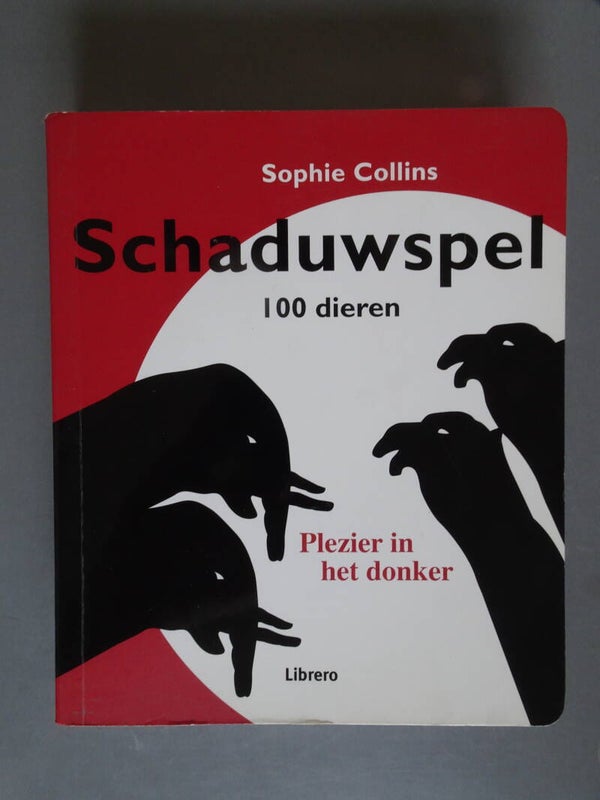 Sophie Collins
Schaduwspel
100 dieren
Plezier in
het donker
Librero